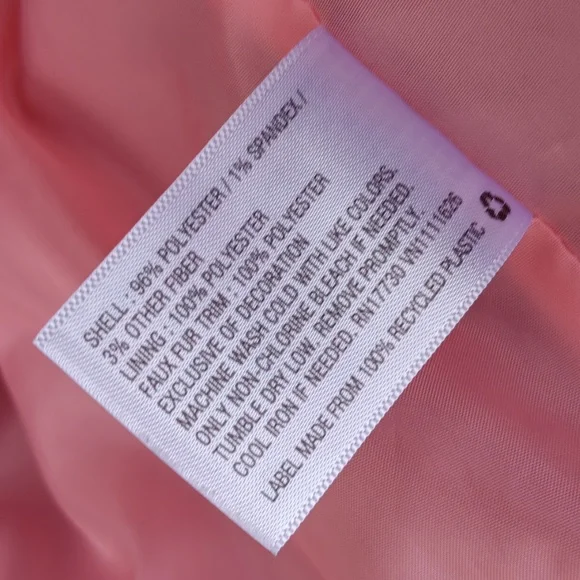 SHELL : 96% POLYESTER / 1% SPANDEX /
3% OTHER FIBER
LINING : 100% POLYESTER
FAUX FUR TRIM : 100% POLYESTER
EXCLUSIVE OF DECORATION
MACHINE WASH COLD WITH LIKE COLORS.
ONLY NON-CHLORINE BLEACH IF NEEDED.
TUMBLE DRY LOW. REMOVE PROMPTLY.
COOL IRON IF NEEDED. RN17730 VN1111626
LABEL MADE FROM 100% RECYCLED PLASTIC